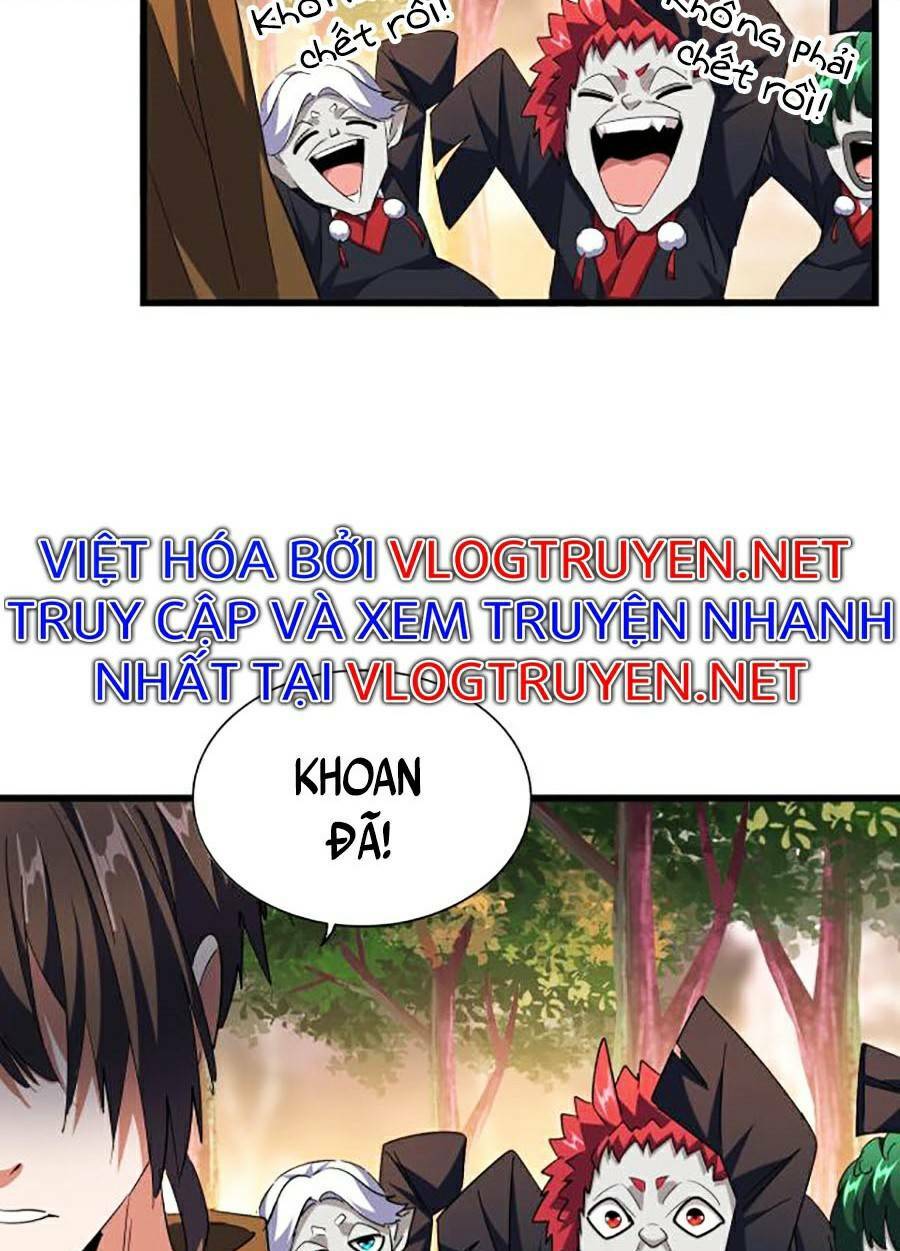 chết rồi!
Không phải
chết rồi!
VIỆT HÓA BỞI VLOGTRUYEN.NET
TRUY CẬP VÀ XEM TRUYỆN NHANH
NHẤT TẠI VLOGTRUYEN.NET
KHOAN
ĐÃ!